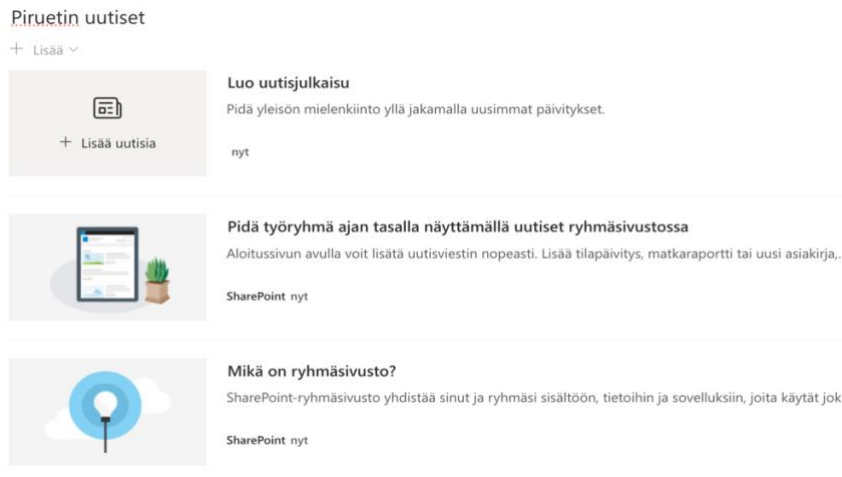 Piruetin uutiset
+ Lisää
Luo uutisjulkaisu
Pidä yleisön mielenkiinto yllä jakamalla uusimmat päivitykset.
+ Lisää uutisia
nyt
Pidä työryhmä ajan tasalla näyttämällä uutiset ryhmäsivustossa
Aloitussivun avulla voit lisätä uutisviestin nopeasti. Lisää tilapäivitys, matkaraportti tai uusi asiakirja,..
SharePoint nyt
Mikä on ryhmäsivusto?
SharePoint-ryhmäsivusto yhdistää sinut ja ryhmäsi sisältöön, tietoihin ja sovelluksiin, joita käytät jok
SharePoint nyt